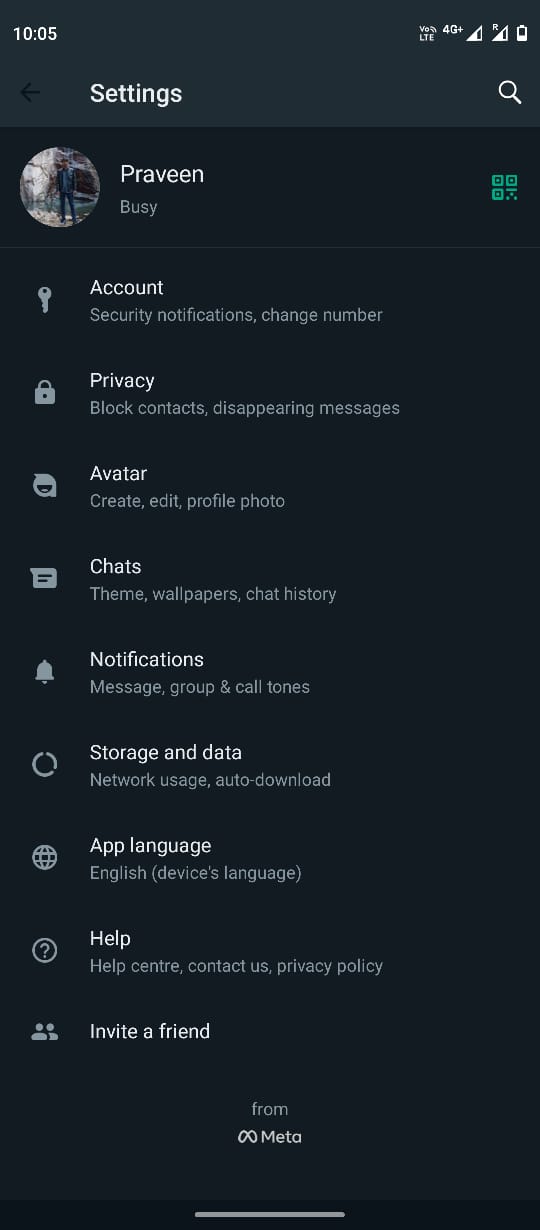 10:05
Vo LTE 4G+ R
Settings
Praveen
Busy
Account
Security notifications, change number
Privacy
Block contacts, disappearing messages
Avatar
Create, edit, profile photo
Chats
Theme, wallpapers, chat history
Notifications
Message, group & call tones
Storage and data
Network usage, auto-download
App language
English (device's language)
Help
Help centre, contact us, privacy policy
Invite a friend
from
Meta